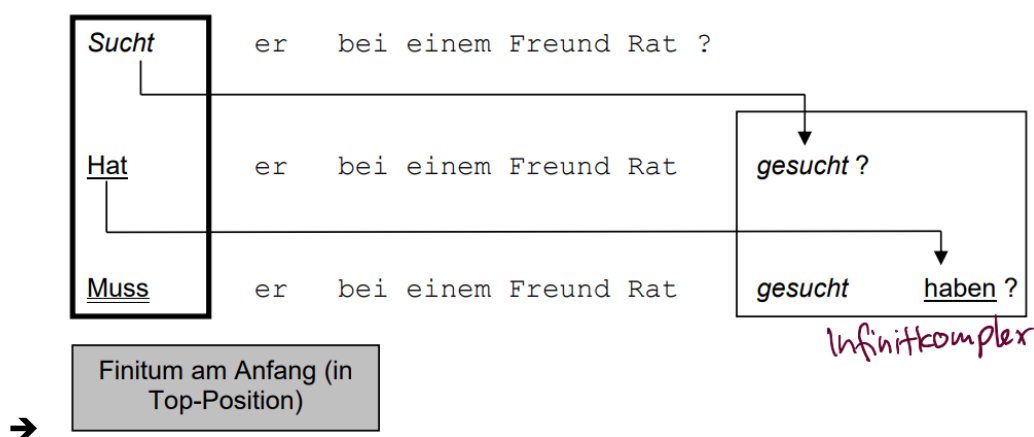 Sucht er bei einem Freund Rat ?
Hat er bei einem Freund Rat gesucht ?
Muss er bei einem Freund Rat gesucht haben ?
Infinitkomplex
Finitum am Anfang (in
Top-Position)
➔